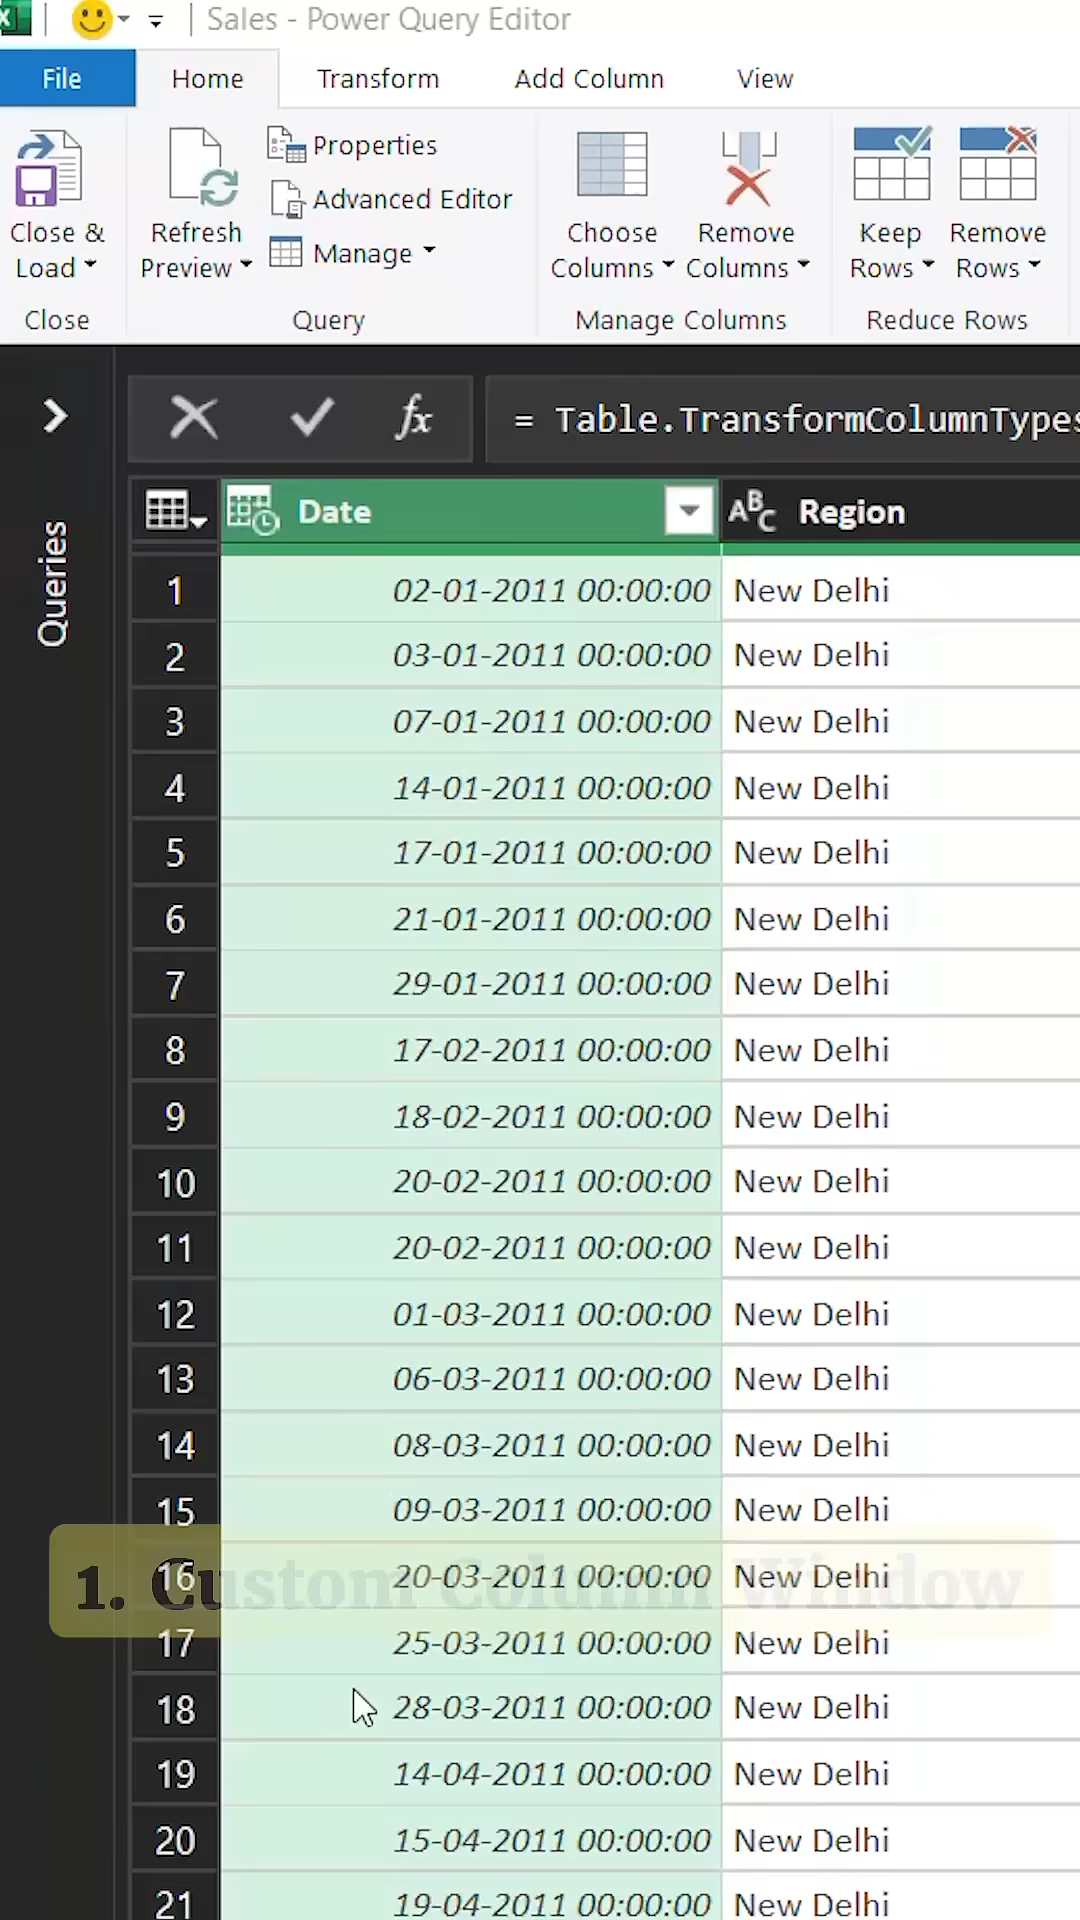 Sales - Power Query Editor
File Home Transform Add Column View
Close & Load
Refresh Preview
Properties
Advanced Editor
Manage
Choose Columns
Remove Columns
Keep Rows
Remove Rows
Close Query Manage Columns Reduce Rows
fx = Table.TransformColumnTypes
Queries
Date ABC Region
1 02-01-2011 00:00:00 New Delhi
2 03-01-2011 00:00:00 New Delhi
3 07-01-2011 00:00:00 New Delhi
4 14-01-2011 00:00:00 New Delhi
5 17-01-2011 00:00:00 New Delhi
6 21-01-2011 00:00:00 New Delhi
7 29-01-2011 00:00:00 New Delhi
8 17-02-2011 00:00:00 New Delhi
9 18-02-2011 00:00:00 New Delhi
10 20-02-2011 00:00:00 New Delhi
11 20-02-2011 00:00:00 New Delhi
12 01-03-2011 00:00:00 New Delhi
13 06-03-2011 00:00:00 New Delhi
14 08-03-2011 00:00:00 New Delhi
15 09-03-2011 00:00:00 New Delhi
16 20-03-2011 00:00:00 New Delhi
1. Custom Column Window
17 25-03-2011 00:00:00 New Delhi
18 28-03-2011 00:00:00 New Delhi
19 14-04-2011 00:00:00 New Delhi
20 15-04-2011 00:00:00 New Delhi
21 19-04-2011 00:00:00 New Delhi